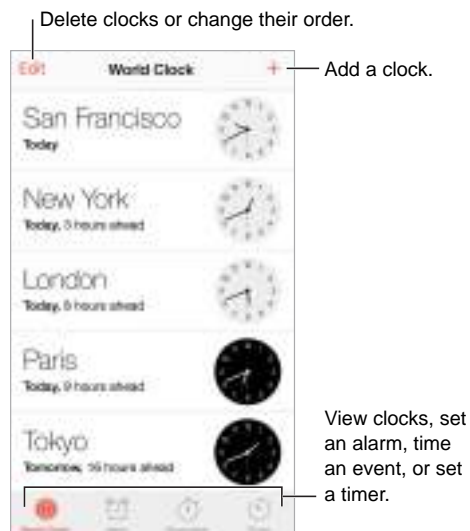 Delete clocks or change their order.
Edit World Clock +
Add a clock.
San Francisco
Today
New York
Today, 3 hours ahead
London
Today, 8 hours ahead
Paris
Today, 9 hours ahead
Tokyo
Tomorrow, 16 hours ahead
View clocks, set
an alarm, time
an event, or set
a timer.
World Clock